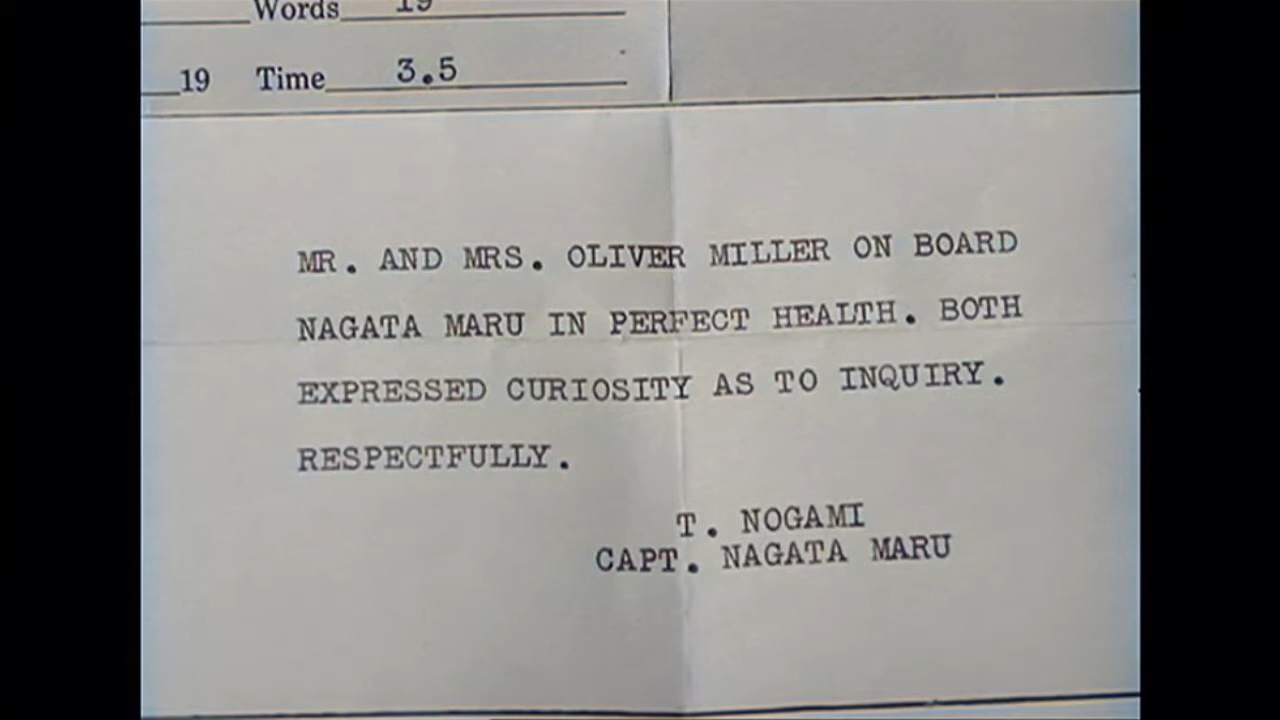 Words 19
19 Time 3.5
MR. AND MRS. OLIVER MILLER ON BOARD
NAGATA MARU IN PERFECT HEALTH. BOTH
EXPRESSED CURIOSITY AS TO INQUIRY.
RESPECTFULLY.
T. NOGAMI
CAPT. NAGATA MARU